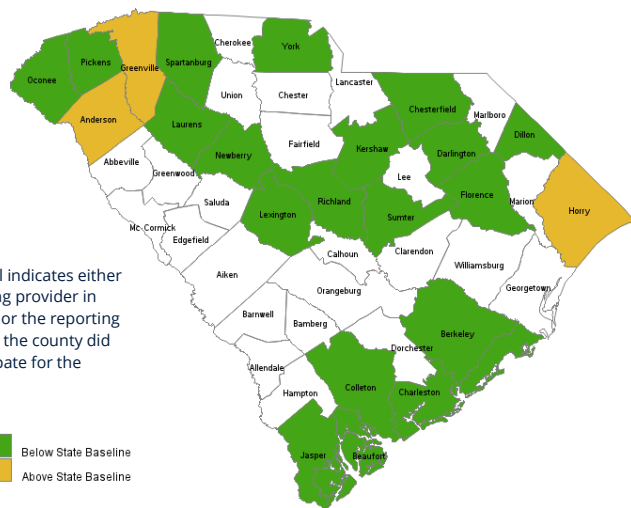 Cherokee
York
Pickens
Spartanburg
Greenville
Oconee
Lancaster
Union
Chester
Chesterfield
Marlboro
Anderson
Laurens
Dillon
Fairfield
Kershaw
Darlington
Newberry
Abbeville
Greenwood
Lee
Florence
Marion
Saluda
Richland
Horry
Lexington
Sumter
Mc Cormick
Edgefield
Calhoun
Clarendon
Williamsburg
Aiken
Orangeburg
Georgetown
l indicates either
ng provider in
or the reporting
the county did
pate for the
Barnwell
Bamberg
Berkeley
Dorchester
Allendale
Colleton
Charleston
Hampton
Jasper
Beaufort
Below State Baseline
Above State Baseline